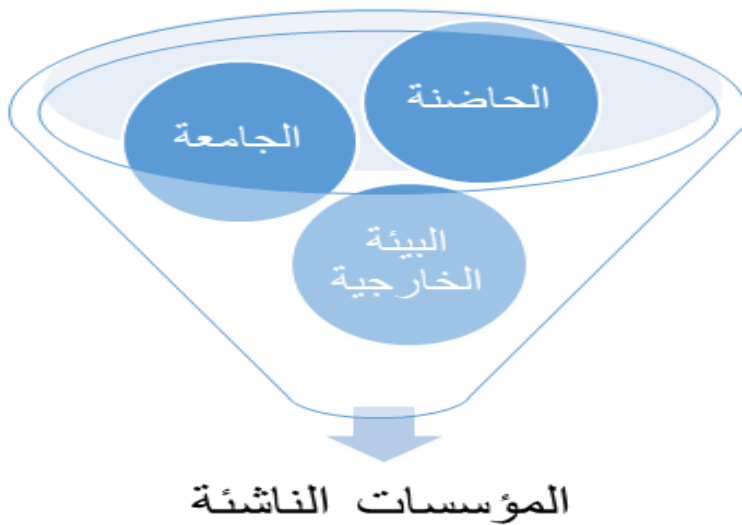 الحاضنة
الجامعة
البيئة
الخارجية
المؤسسات الناشئة